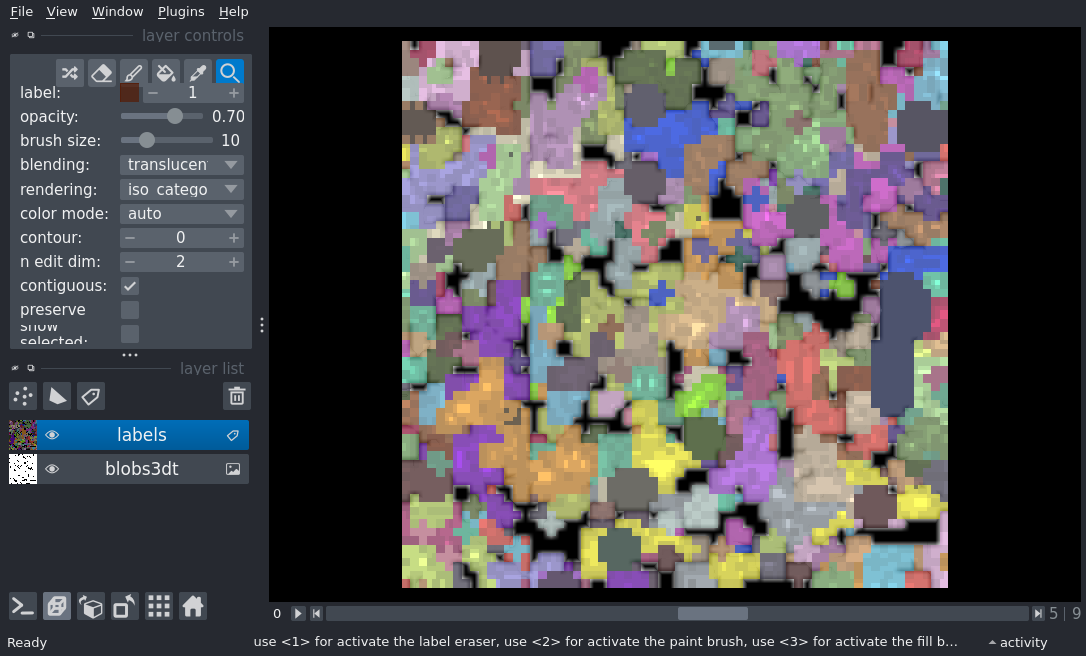 File View Window Plugins Help
layer controls
label: 1
opacity: 0.70
brush size: 10
blending: translucen
rendering: iso catego
color mode: auto
contour: 0
n edit dim: 2
contiguous:
preserve
show
selected:
layer list
labels
blobs3dt
0 5 | 9
Ready use <1> for activate the label eraser, use <2> for activate the paint brush, use <3> for activate the fill b... activity